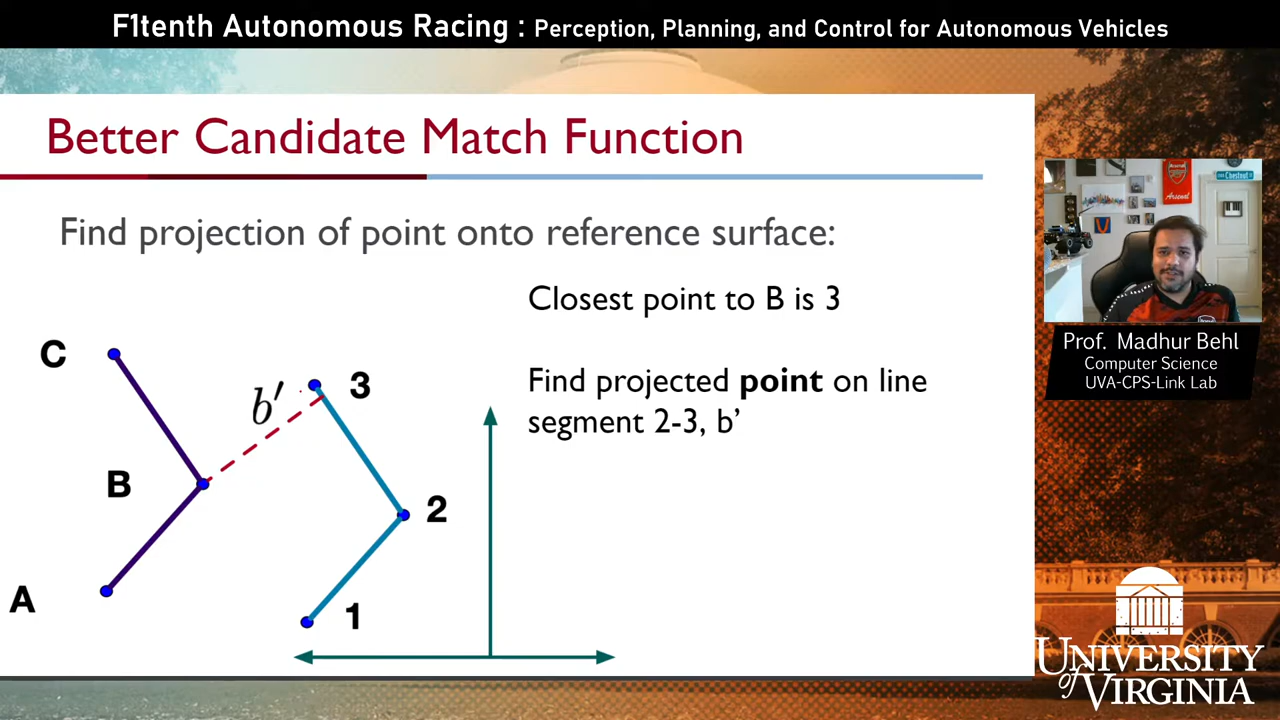 F1tenth Autonomous Racing : Perception, Planning, and Control for Autonomous Vehicles
Better Candidate Match Function
Find projection of point onto reference surface:
Closest point to B is 3
Find projected point on line
segment 2-3, b’
C
b′
3
B
2
A
1
Chestnut
Arsenal
Prof. Madhur Behl
Computer Science
UVA-CPS-Link Lab
UNIVERSITY
of VIRGINIA